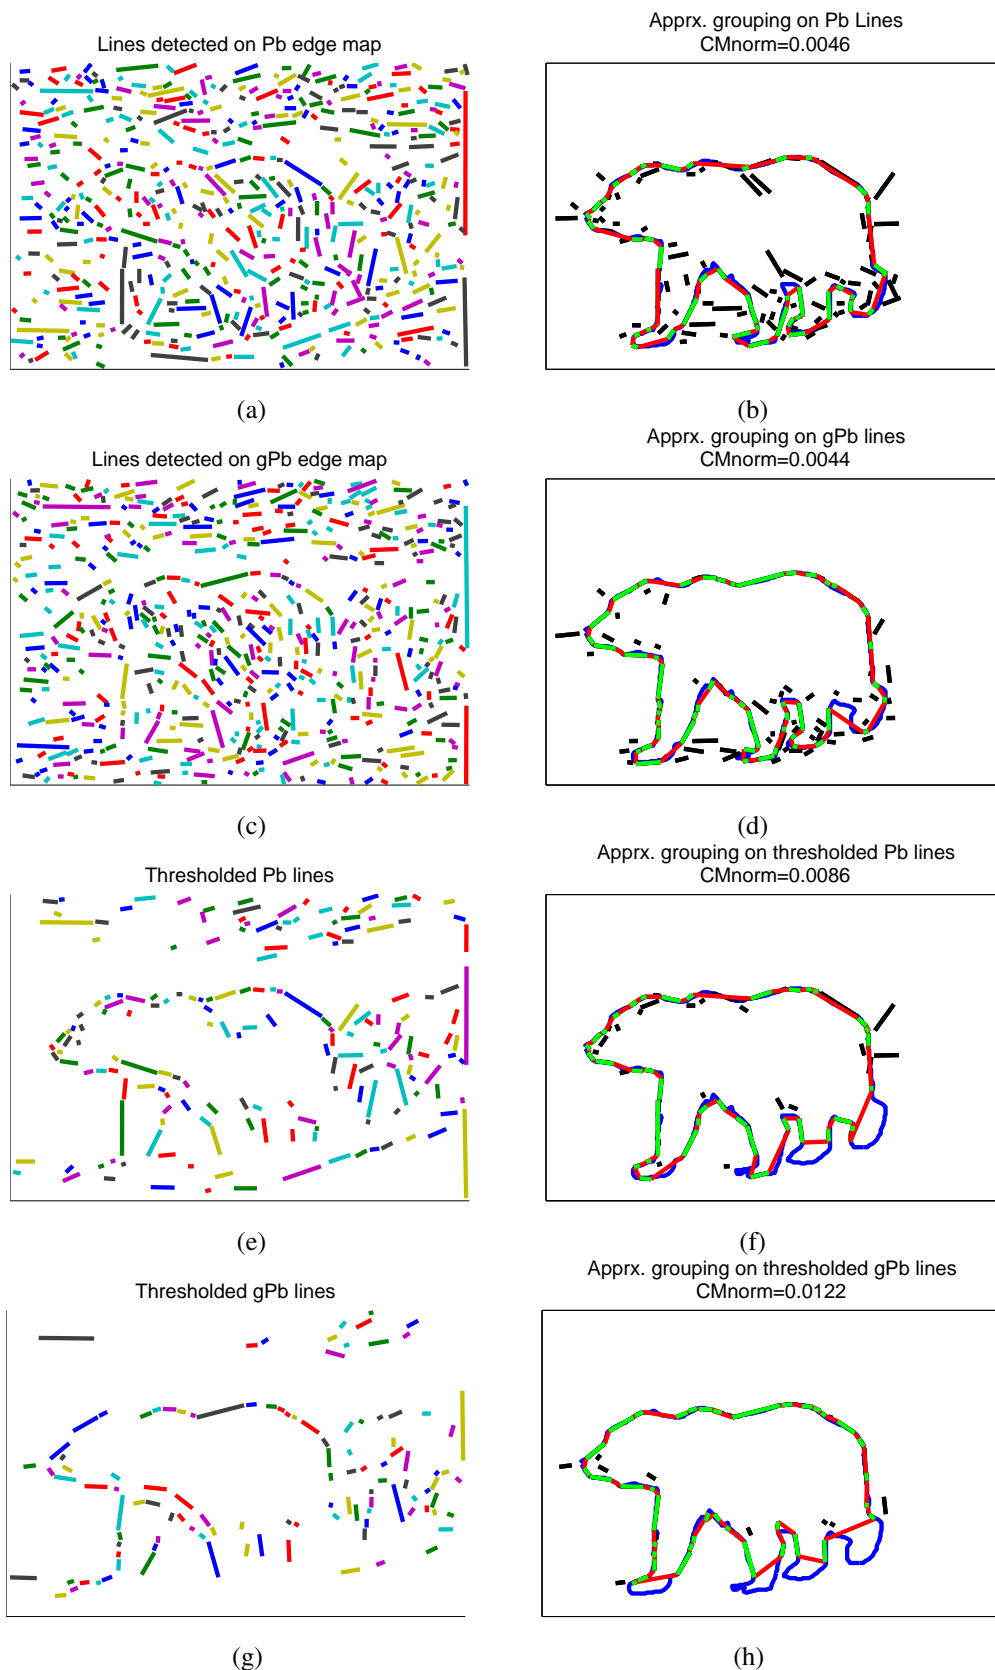 Lines detected on Pb edge map
Apprx. grouping on Pb Lines
CMnorm=0.0046
(a)
(b)
Lines detected on gPb edge map
Apprx. grouping on gPb lines
CMnorm=0.0044
(c)
(d)
Thresholded Pb lines
Apprx. grouping on thresholded Pb lines
CMnorm=0.0086
(e)
(f)
Thresholded gPb lines
Apprx. grouping on thresholded gPb lines
CMnorm=0.0122
(g)
(h)